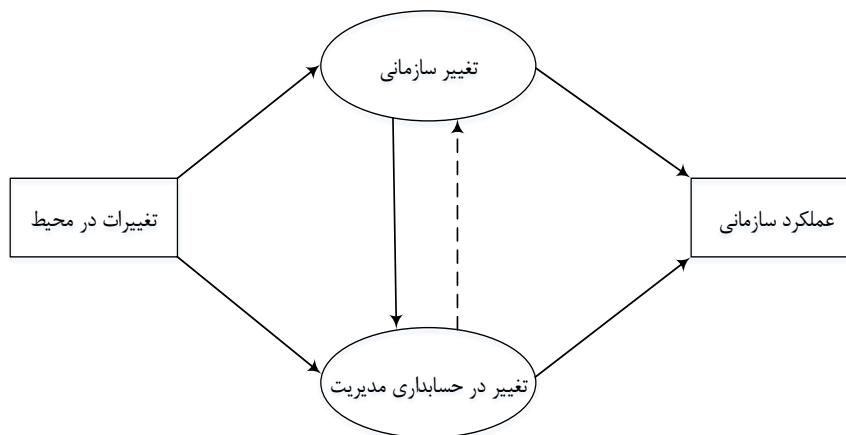 تغییر سازمانی
تغییرات در محیط
عملکرد سازمانی
تغییر در حسابداری مدیریت